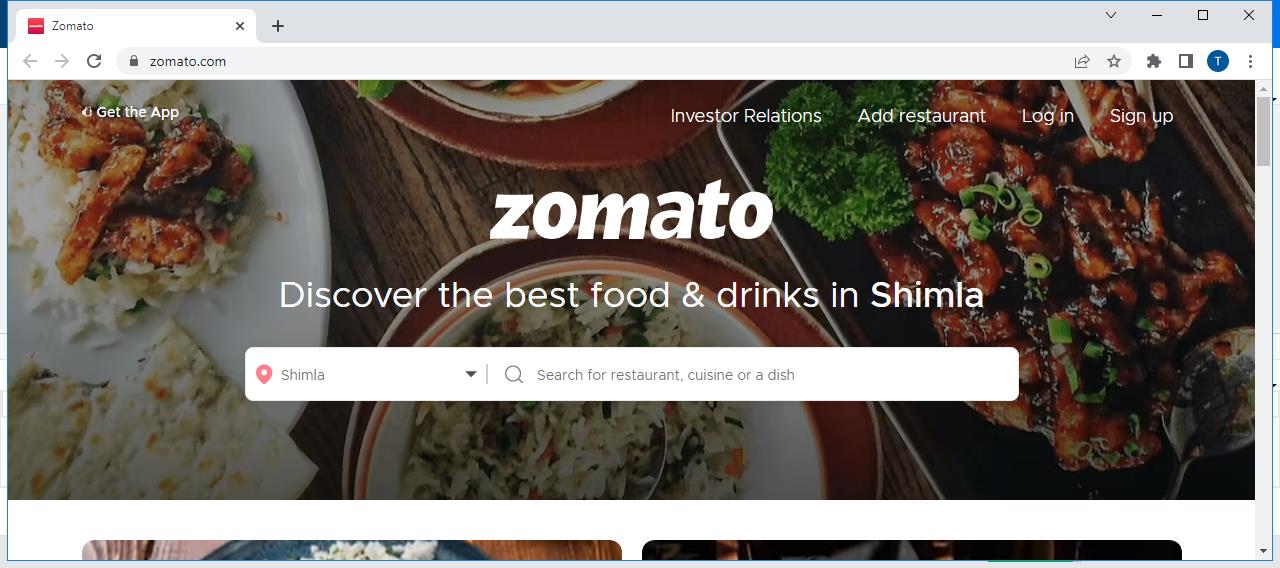 Zomato
zomato.com
T
Get the App
Investor Relations
Add restaurant
Log in
Sign up
zomato
Discover the best food & drinks in Shimla
Shimla
Search for restaurant, cuisine or a dish